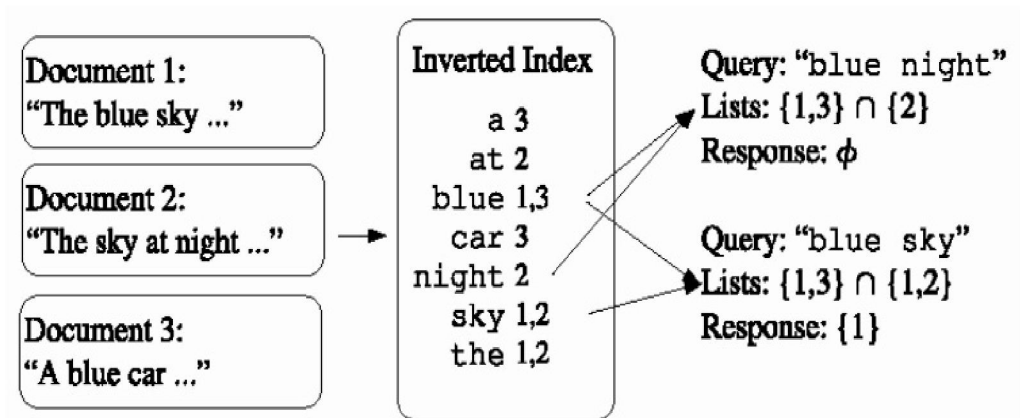 Document 1:
“The blue sky ...”
Document 2:
“The sky at night ...”
Document 3:
“A blue car ...”
Inverted Index
a 3
at 2
blue 1,3
car 3
night 2
sky 1,2
the 1,2
Query: “blue night”
Lists: {1,3} ∩ {2}
Response: ϕ
Query: “blue sky”
Lists: {1,3} ∩ {1,2}
Response: {1}